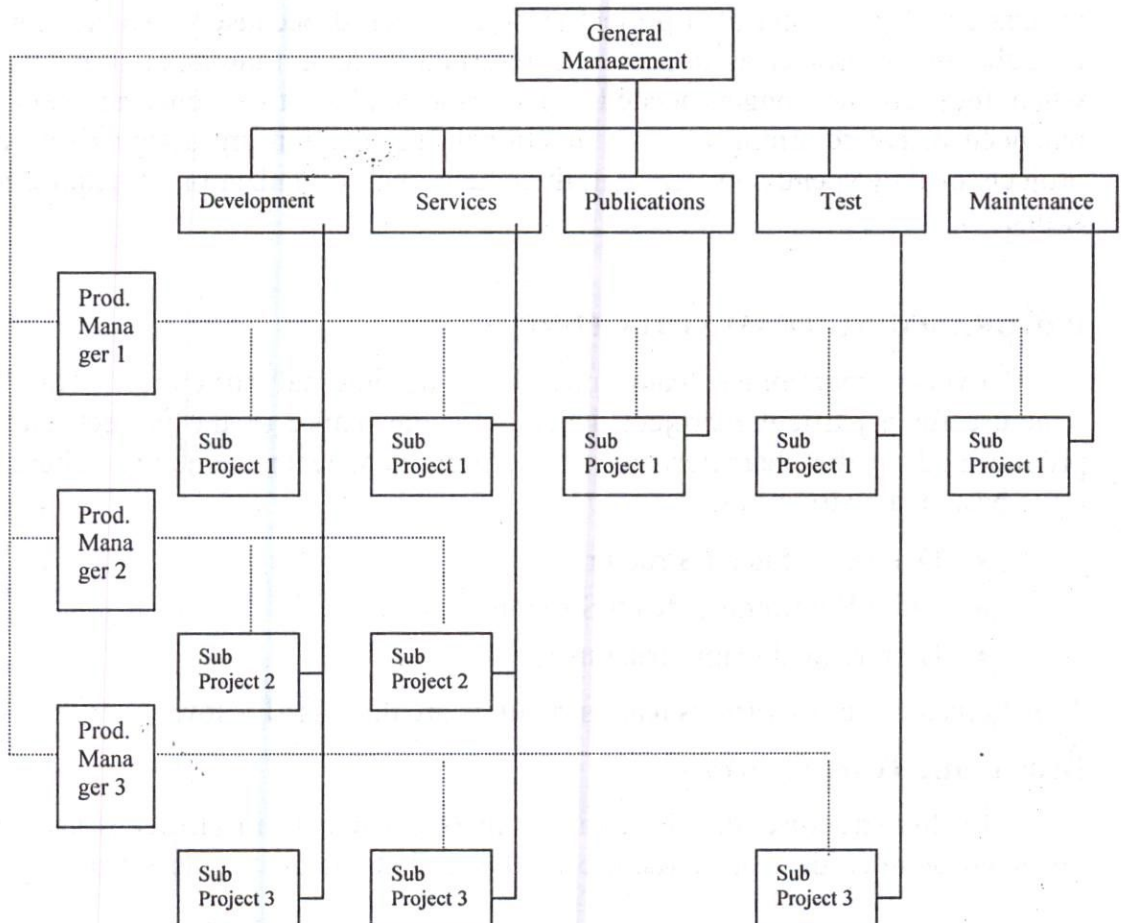 General
Management
Development
Services
Publications
Test
Maintenance
Prod.
Mana
ger 1
Sub
Project 1
Sub
Project 1
Sub
Project 1
Sub
Project 1
Sub
Project 1
Prod.
Mana
ger 2
Sub
Project 2
Sub
Project 2
Prod.
Mana
ger 3
Sub
Project 3
Sub
Project 3
Sub
Project 3